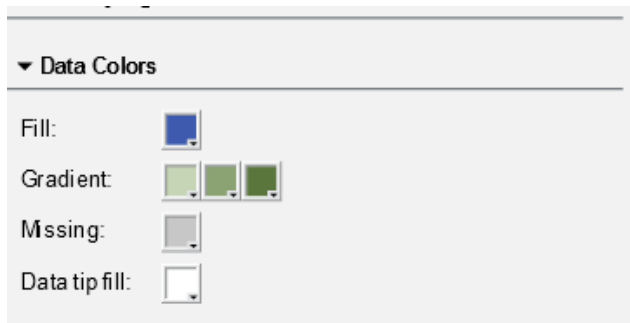 Data Colors
Fill:
Gradient:
Missing:
Data tip fill: